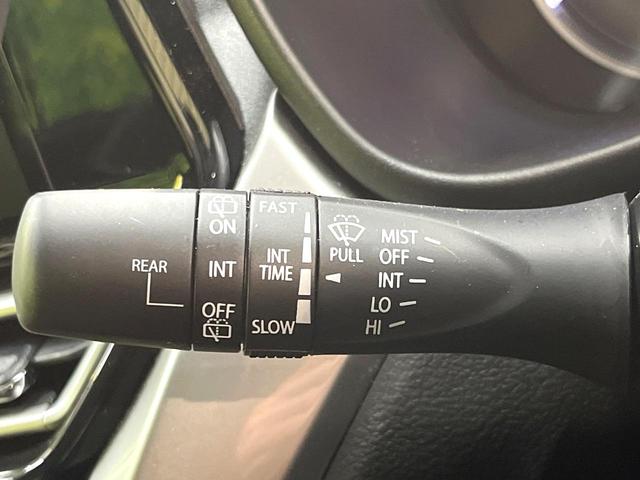 REAR
ON
INT
OFF
FAST
INT
TIME
SLOW
PULL
MIST
OFF
INT
LO
HI